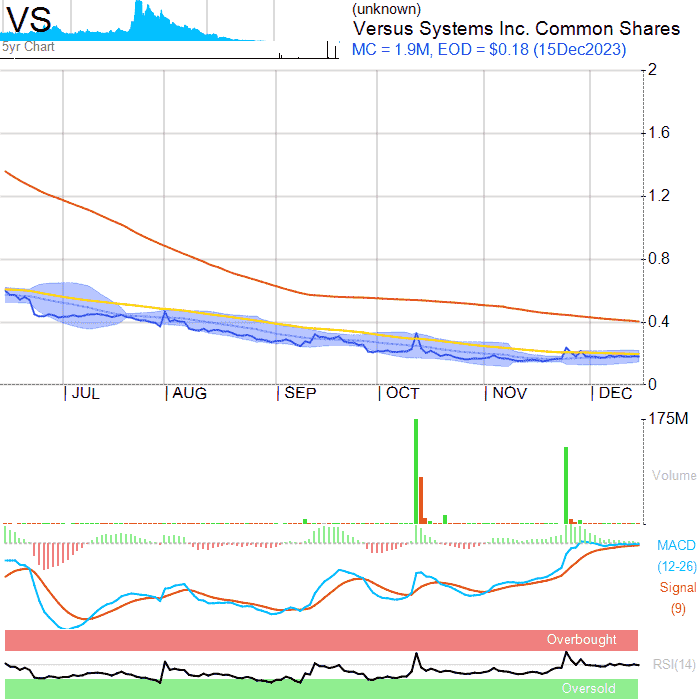 VS
5yr Chart
(unknown)
Versus Systems Inc. Common Shares
MC = 1.9M, EOD = $0.18 (15Dec2023)
2
1.6
1.2
0.8
0.4
0
JUL AUG SEP OCT NOV DEC
175M
Volume
MACD
(12-26)
Signal
(9)
Overbought
RSI(14)
Oversold